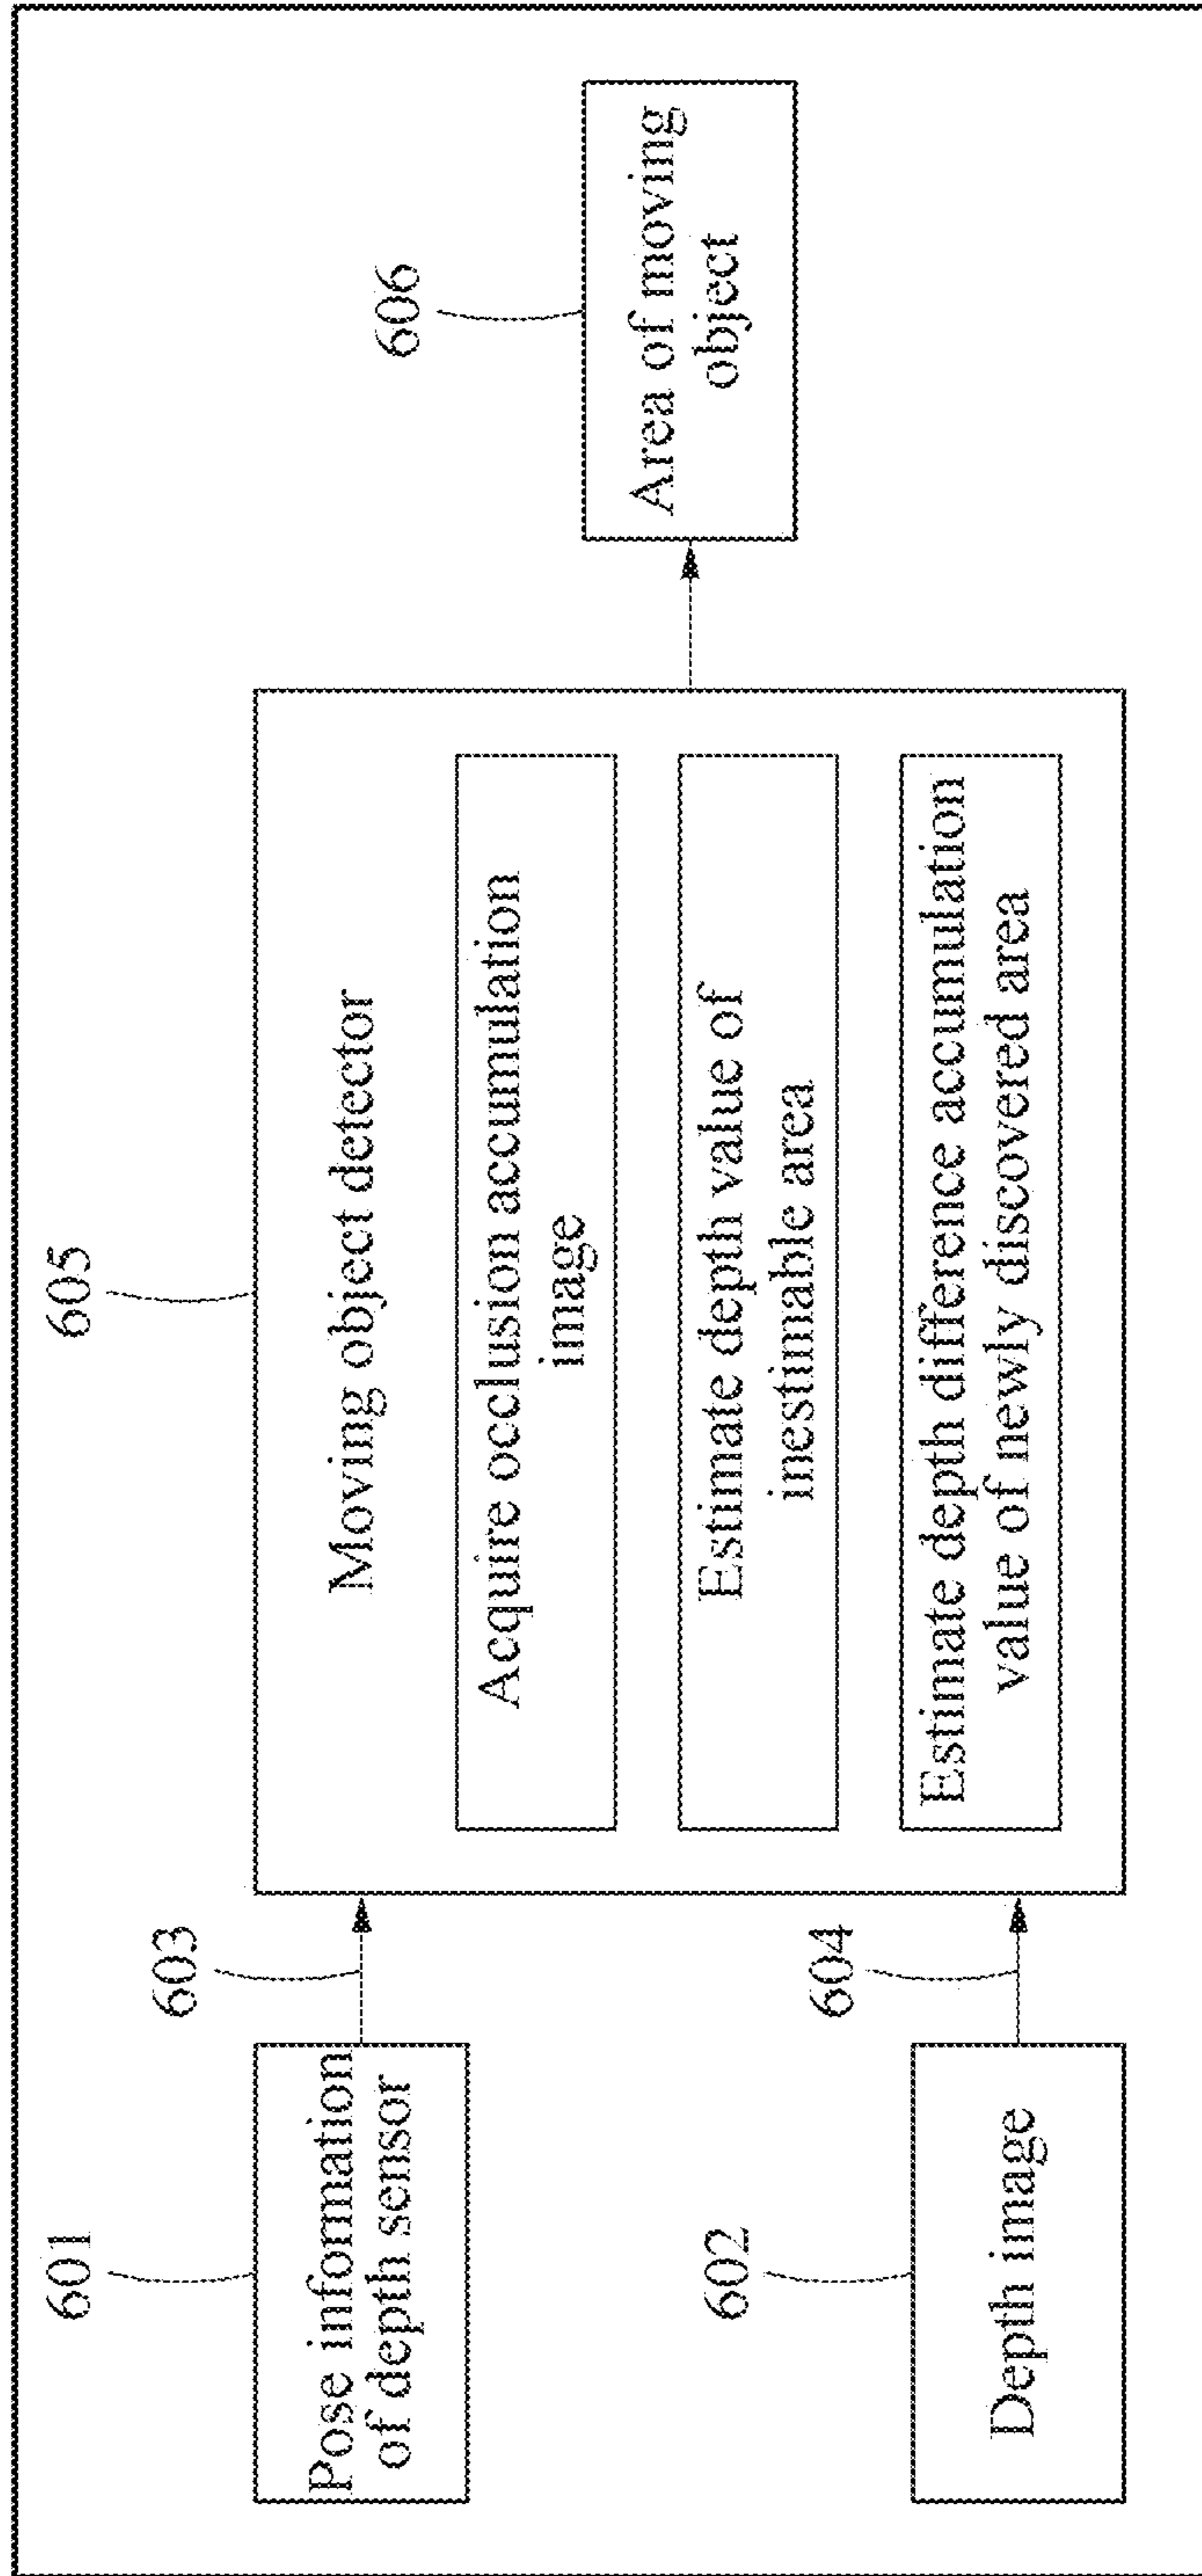 601
Pose information
of depth sensor
603
602
Depth image
604
605
Moving object detector
Acquire occlusion accumulation
image
Estimate depth value of
inestimable area
Estimate depth difference accumulation
value of newly discovered area
606
Area of moving
object